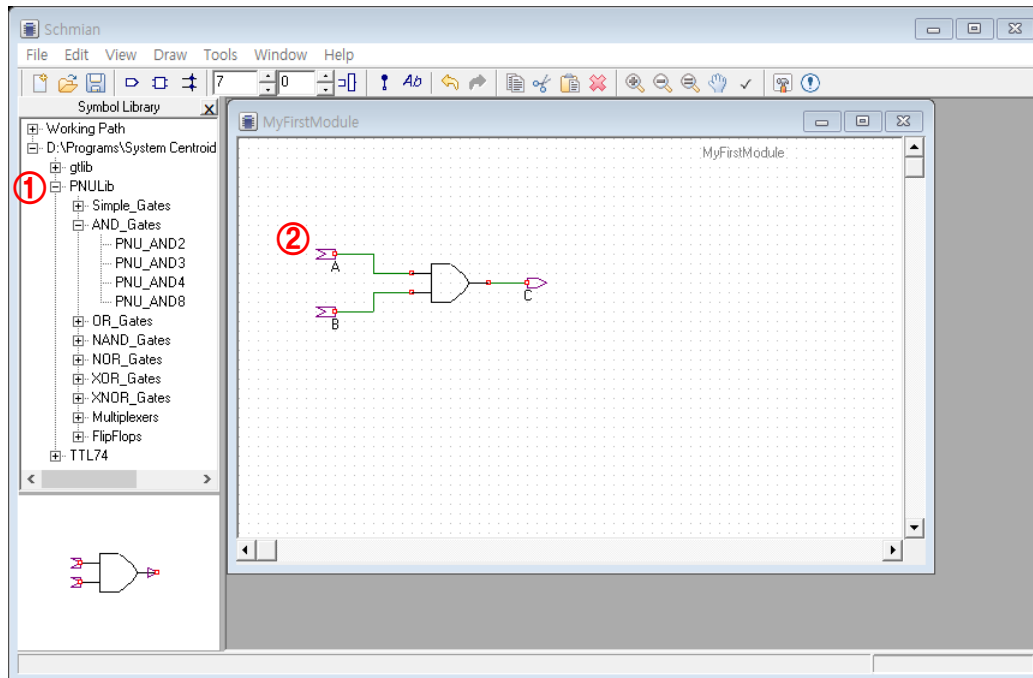 Schmian
File Edit View Draw Tools Window Help
7 0 Ab
Symbol Library
Working Path
D:\Programs\System Centroid
gtlib
① PNULib
Simple_Gates
AND_Gates
PNU_AND2
PNU_AND3
PNU_AND4
PNU_AND8
OR_Gates
NAND_Gates
NOR_Gates
XOR_Gates
XNOR_Gates
Multiplexers
FlipFlops
TTL74
MyFirstModule
MyFirstModule
②
A
B
C